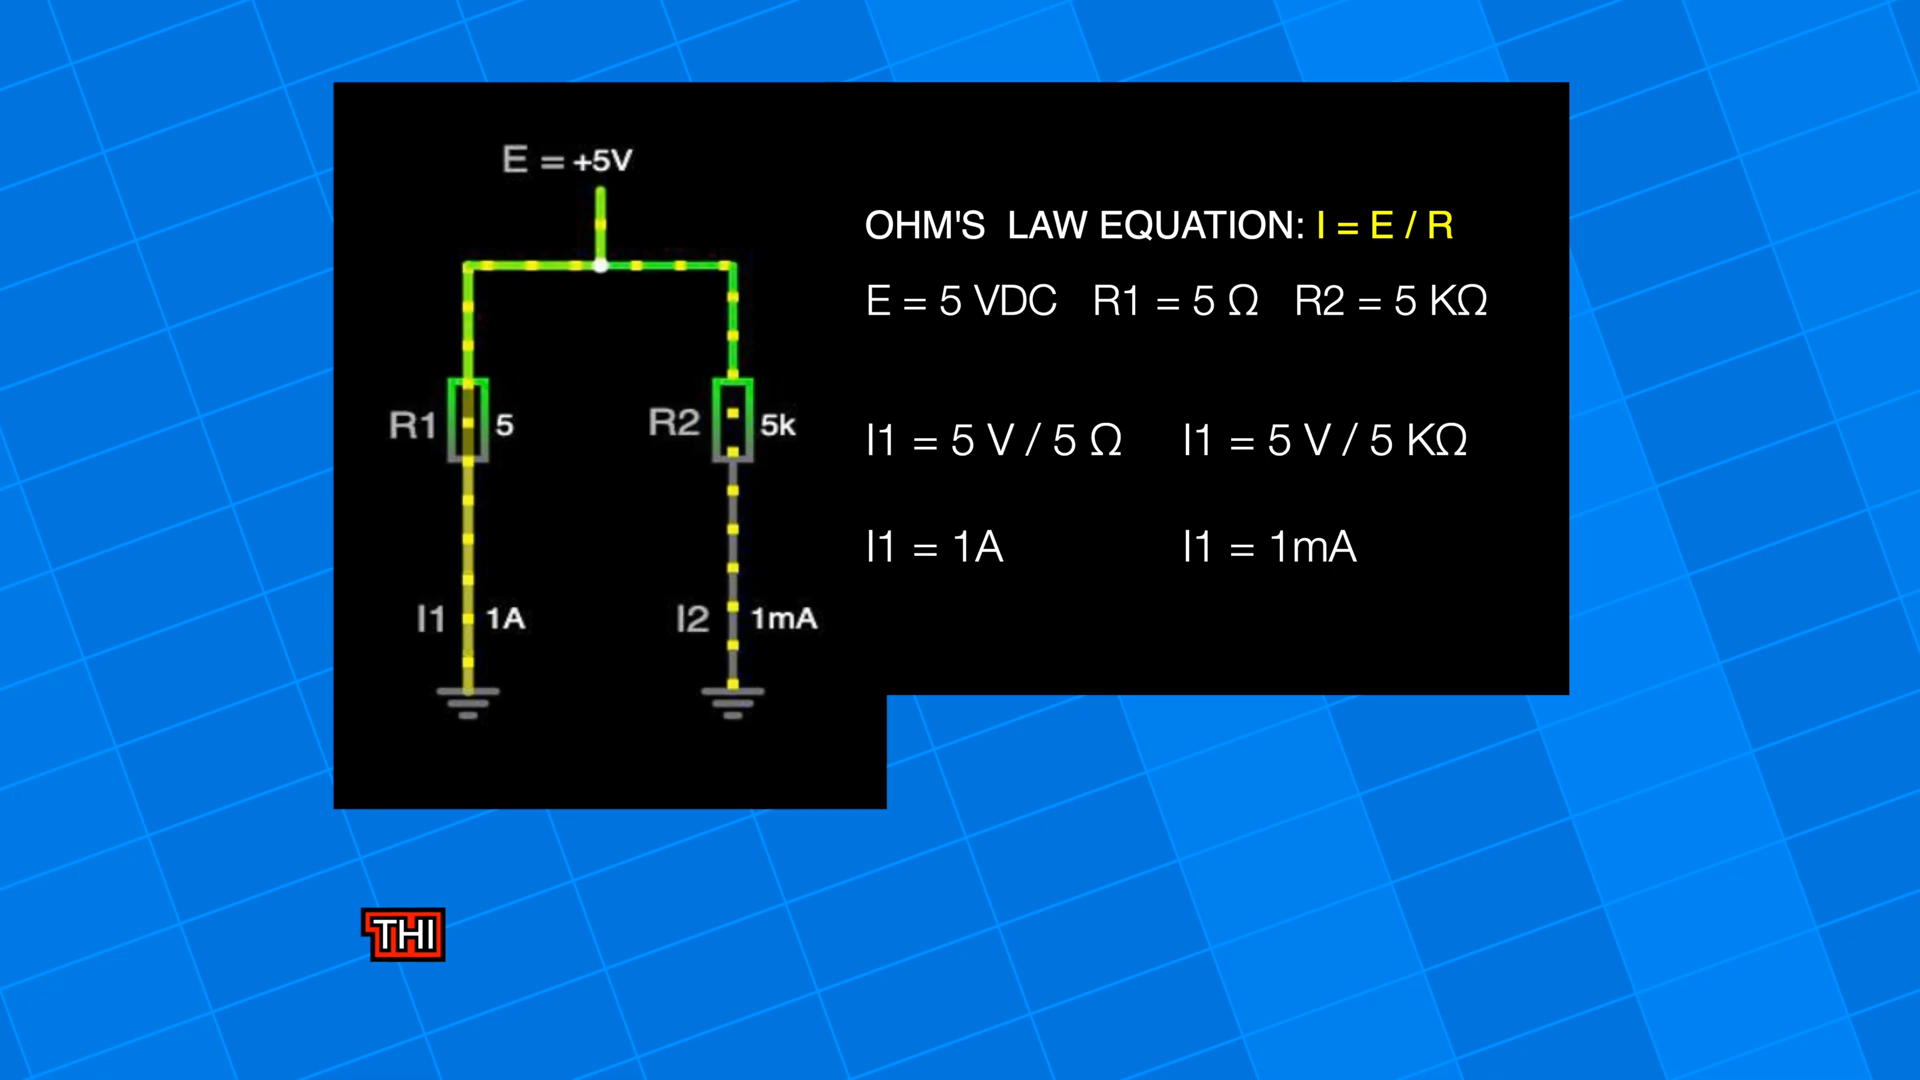 E = +5V
R1 5
R2 5k
I1 1A
I2 1mA
OHM'S LAW EQUATION: I = E / R
E = 5 VDC R1 = 5 Ω R2 = 5 KΩ
I1 = 5 V / 5 Ω I1 = 5 V / 5 KΩ
I1 = 1A I1 = 1mA
THI